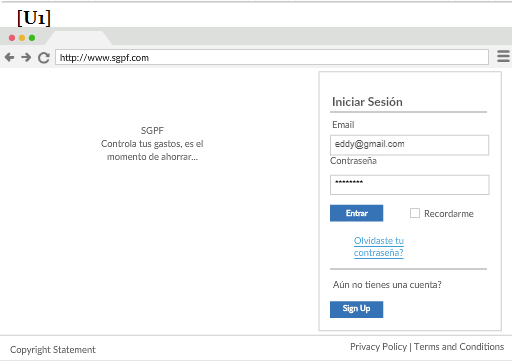 [U1]
http://www.sgpf.com
SGPF
Controla tus gastos, es el
momento de ahorrar...
Iniciar Sesión
Email
eddy@gmail.com
Contraseña
********
Entrar
Recordarme
Olvidaste tu
contraseña?
Aún no tienes una cuenta?
Sign Up
Copyright Statement
Privacy Policy | Terms and Conditions